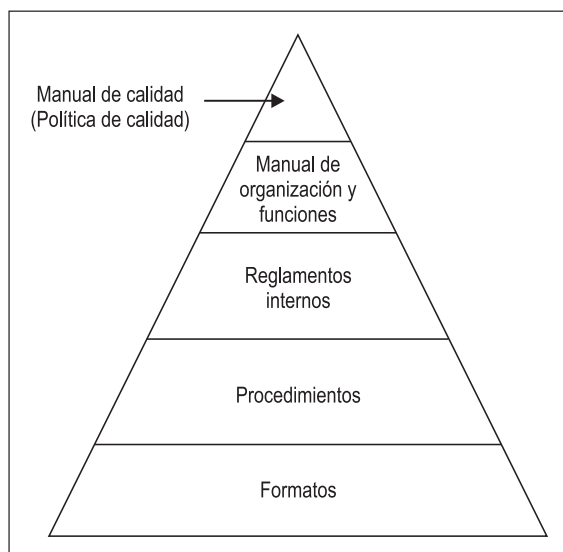 Manual de calidad
(Política de calidad)
Manual de
organización y
funciones
Reglamentos
internos
Procedimientos
Formatos